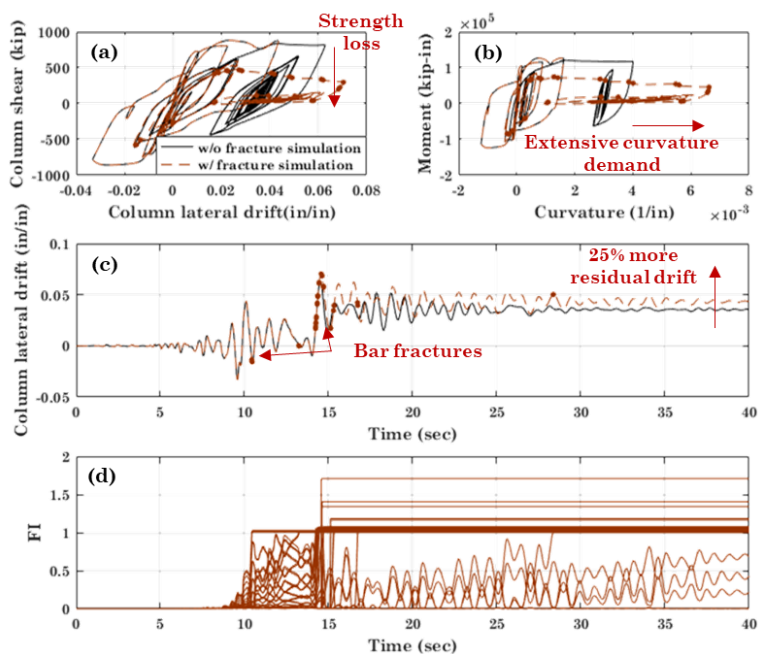 (a)
Strength
loss
Column shear (kip)
1000
500
0
-500
-1000
w/o fracture simulation
w/ fracture simulation
-0.04
-0.02
0
0.02
0.04
0.06
0.08
Column lateral drift(in/in)
×10⁵
(b)
Moment (kip-in)
2
1
0
-1
-2
Extensive curvature
demand
-2
0
2
4
6
8
×10⁻³
Curvature (1/in)
(c)
Column lateral drift (in/in)
0.1
0.05
0
-0.05
25% more
residual drift
Bar fractures
0
5
10
15
20
25
30
35
40
Time (sec)
(d)
FI
2
1.5
1
0.5
0
0
5
10
15
20
25
30
35
40
Time (sec)